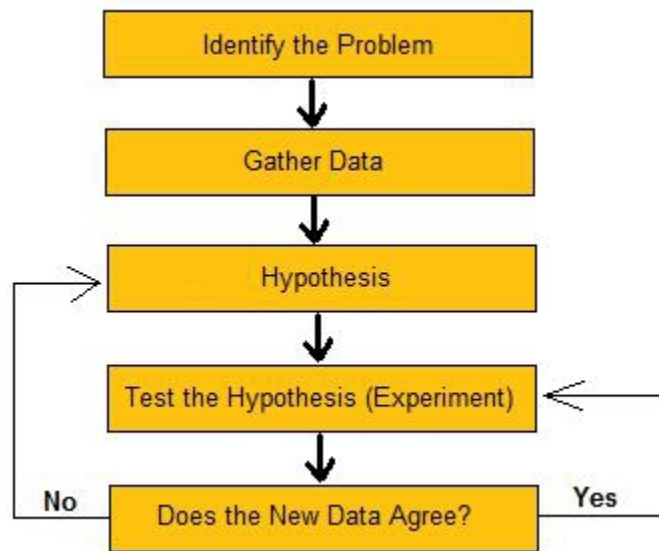 Identify the Problem
Gather Data
Hypothesis
Test the Hypothesis (Experiment)
No
Does the New Data Agree?
Yes